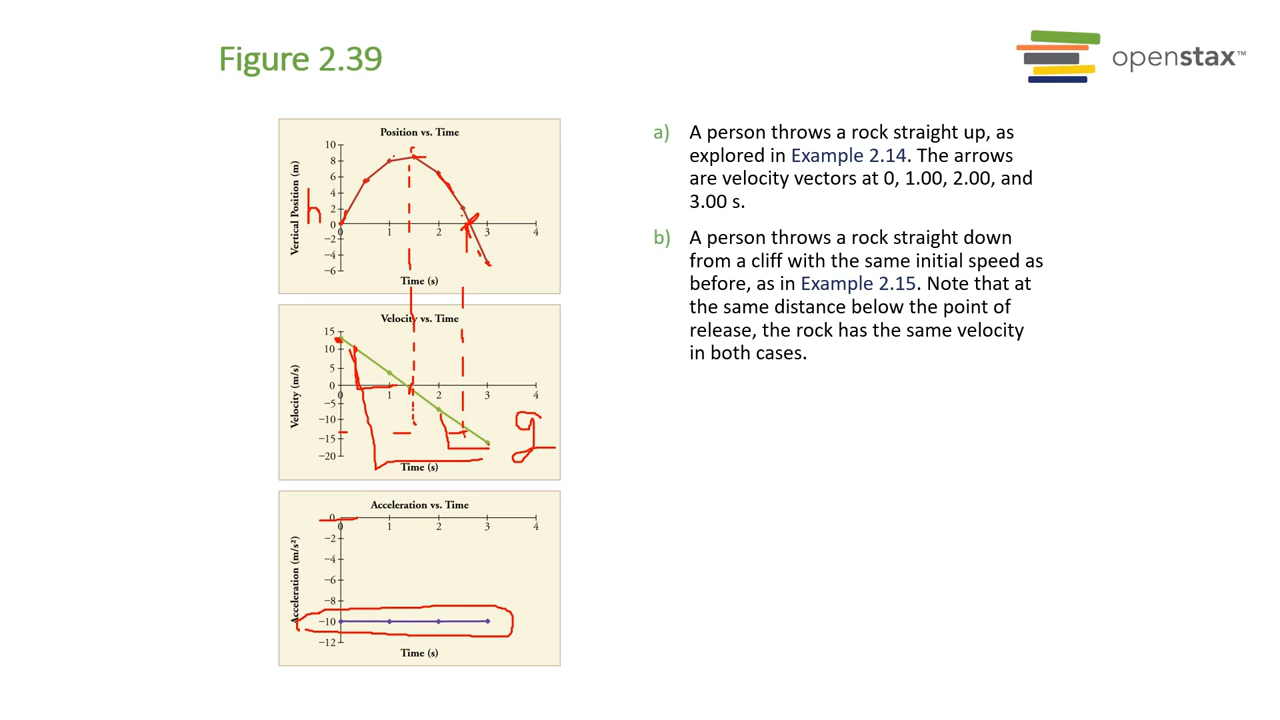 Figure 2.39
openstax™
Position vs. Time
Vertical Position (m)
10
8
6
4
2
0
−2
−4
−6
0 1 2 3 4
Time (s)
h
Velocity vs. Time
Velocity (m/s)
15
10
5
0
−5
−10
−15
−20
0 1 2 3 4
Time (s)
g
Acceleration vs. Time
Acceleration (m/s²)
0
−2
−4
−6
−8
−10
−12
0 1 2 3 4
Time (s)
a) A person throws a rock straight up, as
explored in Example 2.14. The arrows
are velocity vectors at 0, 1.00, 2.00, and
3.00 s.
b) A person throws a rock straight down
from a cliff with the same initial speed as
before, as in Example 2.15. Note that at
the same distance below the point of
release, the rock has the same velocity
in both cases.